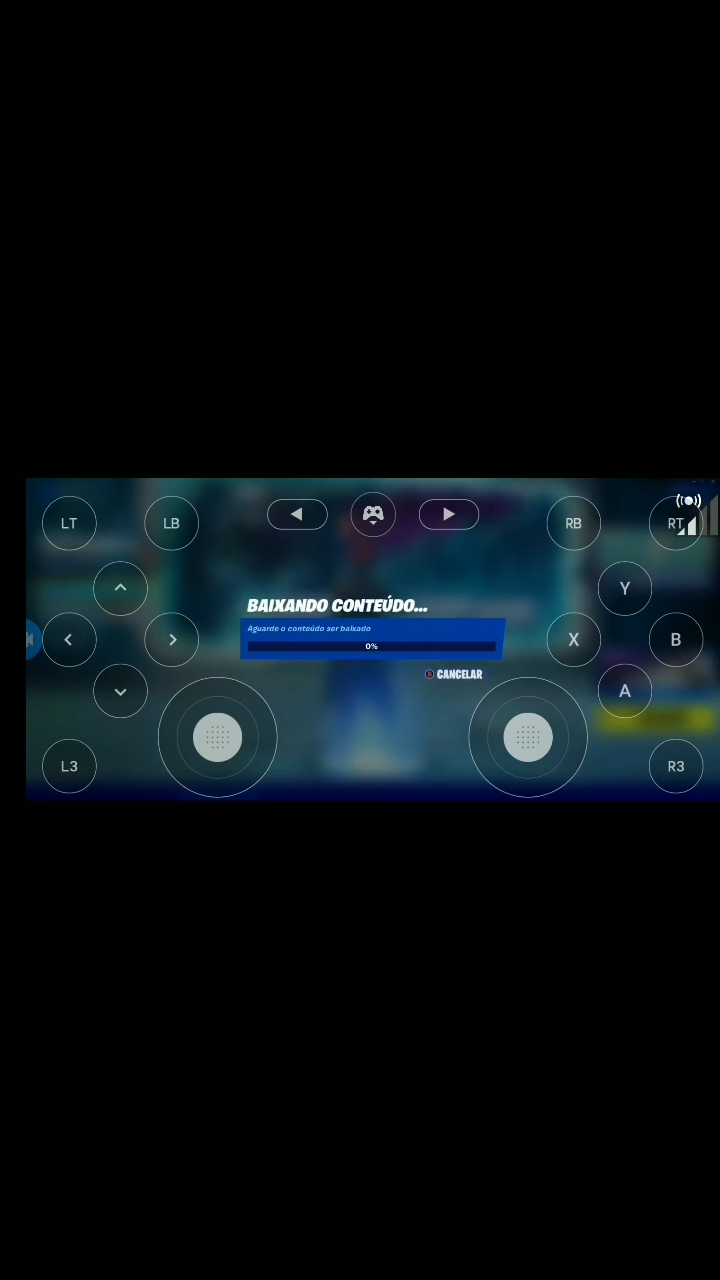 LT
LB
RB
RT
Y
X
B
A
BAIXANDO CONTEÚDO...
Aguarde o conteúdo ser baixado
0%
B CANCELAR
L3
R3